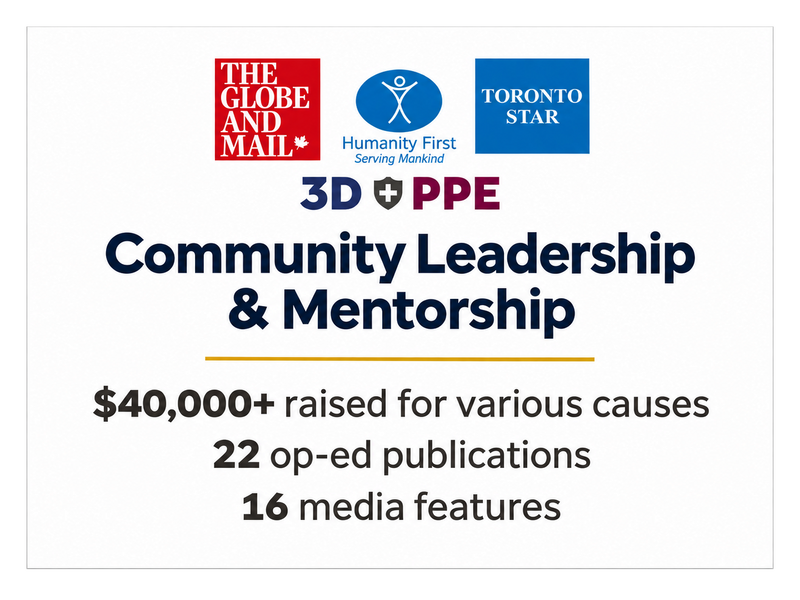 THE
GLOBE
AND
MAIL
Humanity First
Serving Mankind
TORONTO
STAR
3D PPE
Community Leadership
& Mentorship
$40,000+ raised for various causes
22 op-ed publications
16 media features